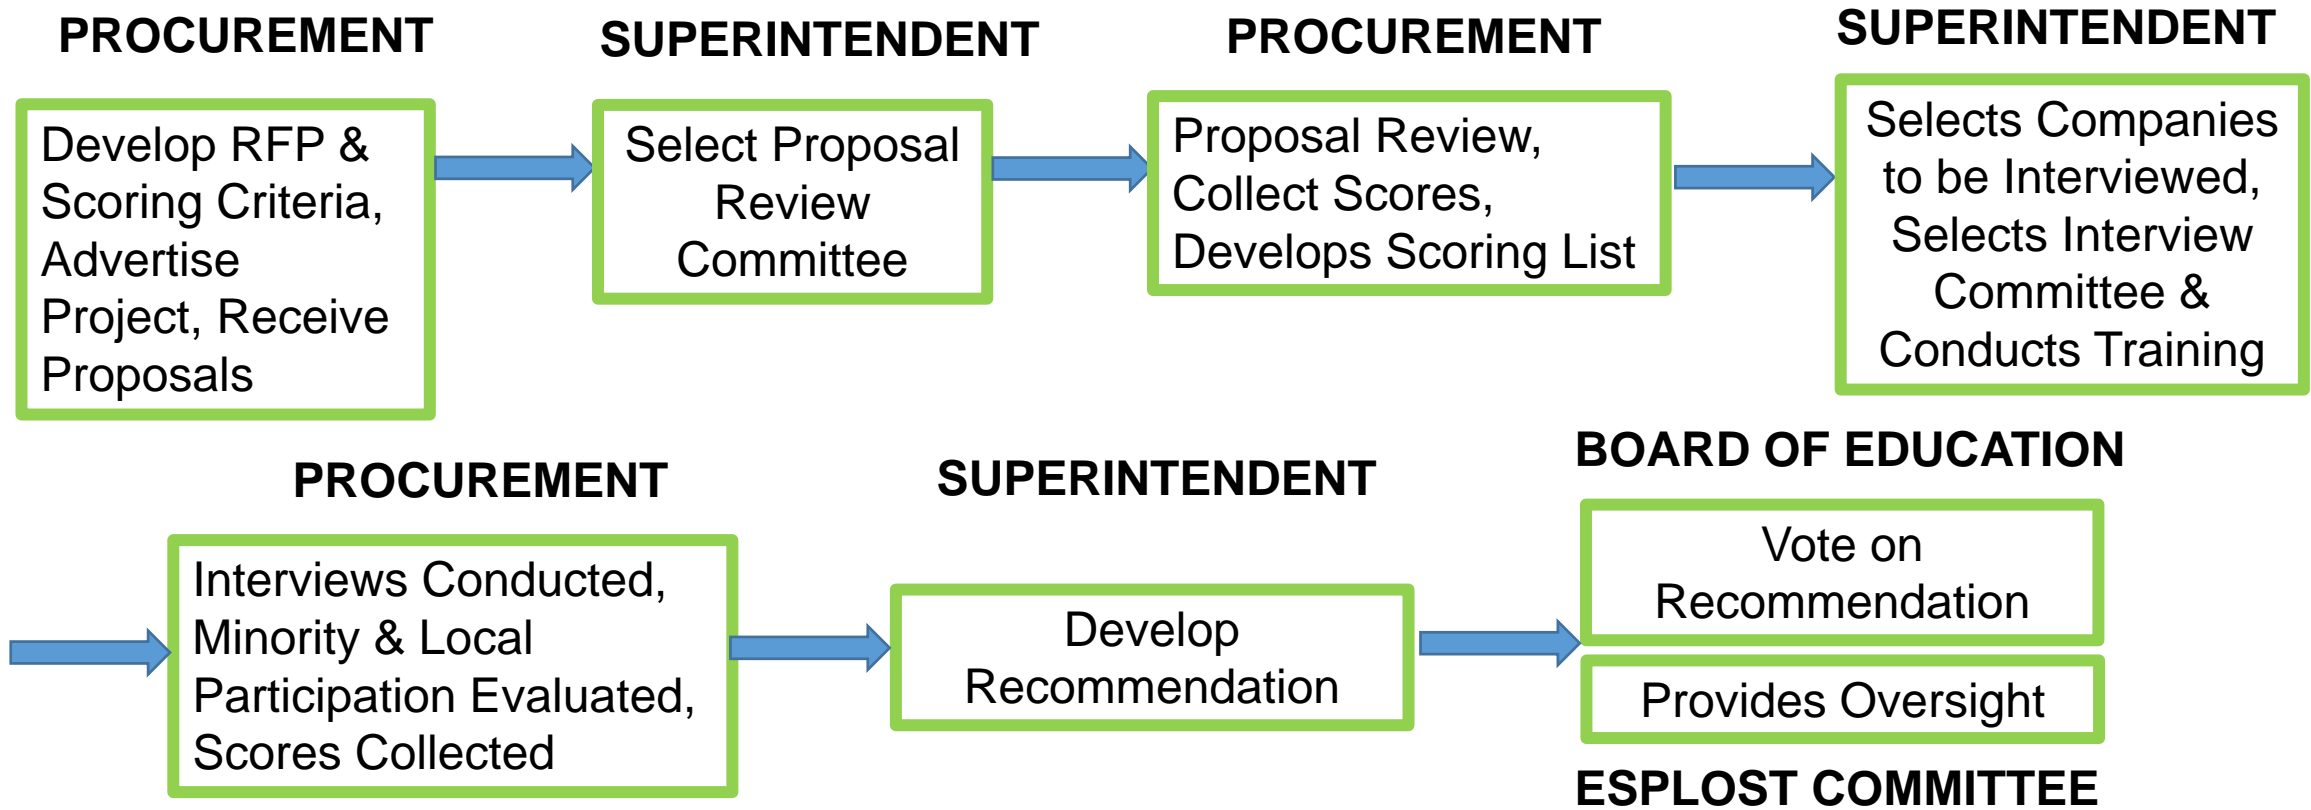 PROCUREMENT
Develop RFP &
Scoring Criteria,
Advertise
Project, Receive
Proposals
SUPERINTENDENT
Select Proposal
Review
Committee
PROCUREMENT
Proposal Review,
Collect Scores,
Develops Scoring List
SUPERINTENDENT
Selects Companies
to be Interviewed,
Selects Interview
Committee &
Conducts Training
PROCUREMENT
Interviews Conducted,
Minority & Local
Participation Evaluated,
Scores Collected
SUPERINTENDENT
Develop
Recommendation
BOARD OF EDUCATION
Vote on
Recommendation
Provides Oversight
ESPLOST COMMITTEE